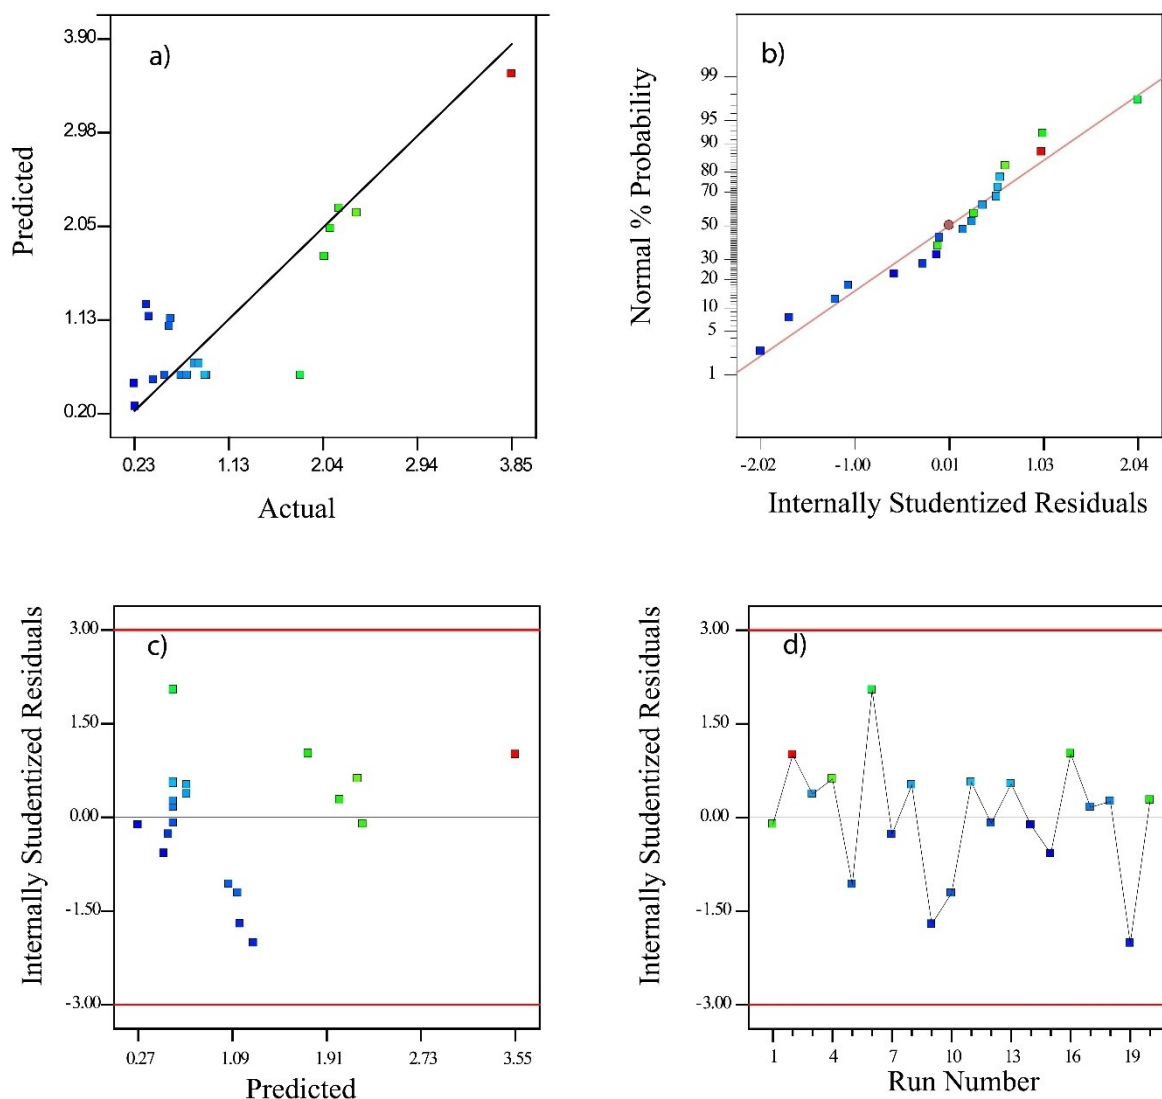 a)
3.90
2.98
2.05
1.13
0.20
Predicted
0.23 1.13 2.04 2.94 3.85
Actual
b)
99
95
90
80
70
50
30
20
10
5
1
Normal % Probability
-2.02 -1.00 0.01 1.03 2.04
Internally Studentized Residuals
c)
3.00
1.50
0.00
-1.50
-3.00
Internally Studentized Residuals
0.27 1.09 1.91 2.73 3.55
Predicted
d)
3.00
1.50
0.00
-1.50
-3.00
Internally Studentized Residuals
1 4 7 10 13 16 19
Run Number